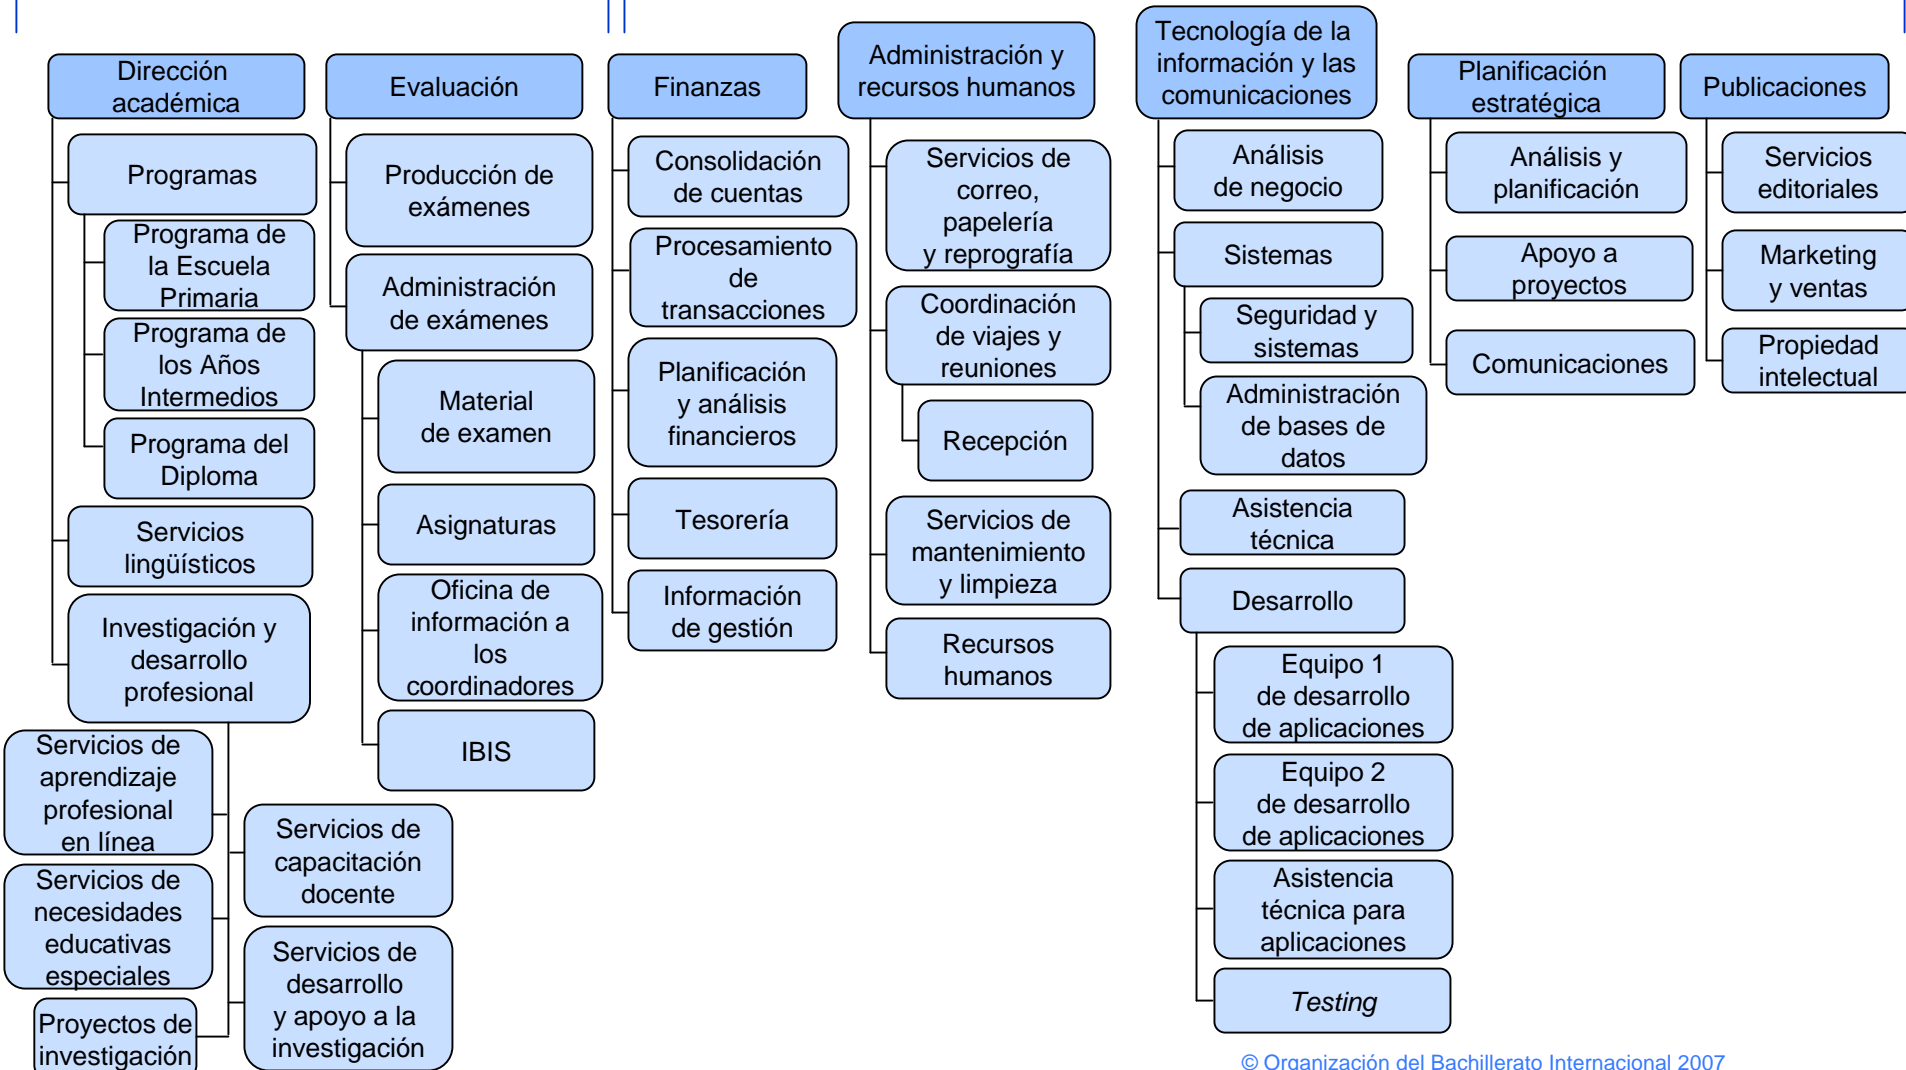 Dirección
académica
Programas
Programa de
la Escuela
Primaria
Programa de
los Años
Intermedios
Programa del
Diploma
Servicios
lingüísticos
Investigación y
desarrollo
profesional
Servicios de
aprendizaje
profesional
en línea
Servicios de
necesidades
educativas
especiales
Proyectos de
investigación
Servicios de
capacitación
docente
Servicios de
desarrollo
y apoyo a la
investigación
Evaluación
Producción de
exámenes
Administración
de exámenes
Material
de examen
Asignaturas
Oficina de
información a
los
coordinadores
IBIS
Finanzas
Consolidación
de cuentas
Procesamiento
de
transacciones
Planificación
y análisis
financieros
Tesorería
Información
de gestión
Administración y
recursos humanos
Servicios de
correo,
papelería
y reprografía
Coordinación
de viajes y
reuniones
Recepción
Servicios de
mantenimiento
y limpieza
Recursos
humanos
Tecnología de la
información y las
comunicaciones
Análisis
de negocio
Sistemas
Seguridad y
sistemas
Administración
de bases de
datos
Asistencia
técnica
Desarrollo
Equipo 1
de desarrollo
de aplicaciones
Equipo 2
de desarrollo
de aplicaciones
Asistencia
técnica para
aplicaciones
Testing
Planificación
estratégica
Análisis y
planificación
Apoyo a
proyectos
Comunicaciones
Publicaciones
Servicios
editoriales
Marketing
y ventas
Propiedad
intelectual
© Organización del Bachillerato Internacional 2007